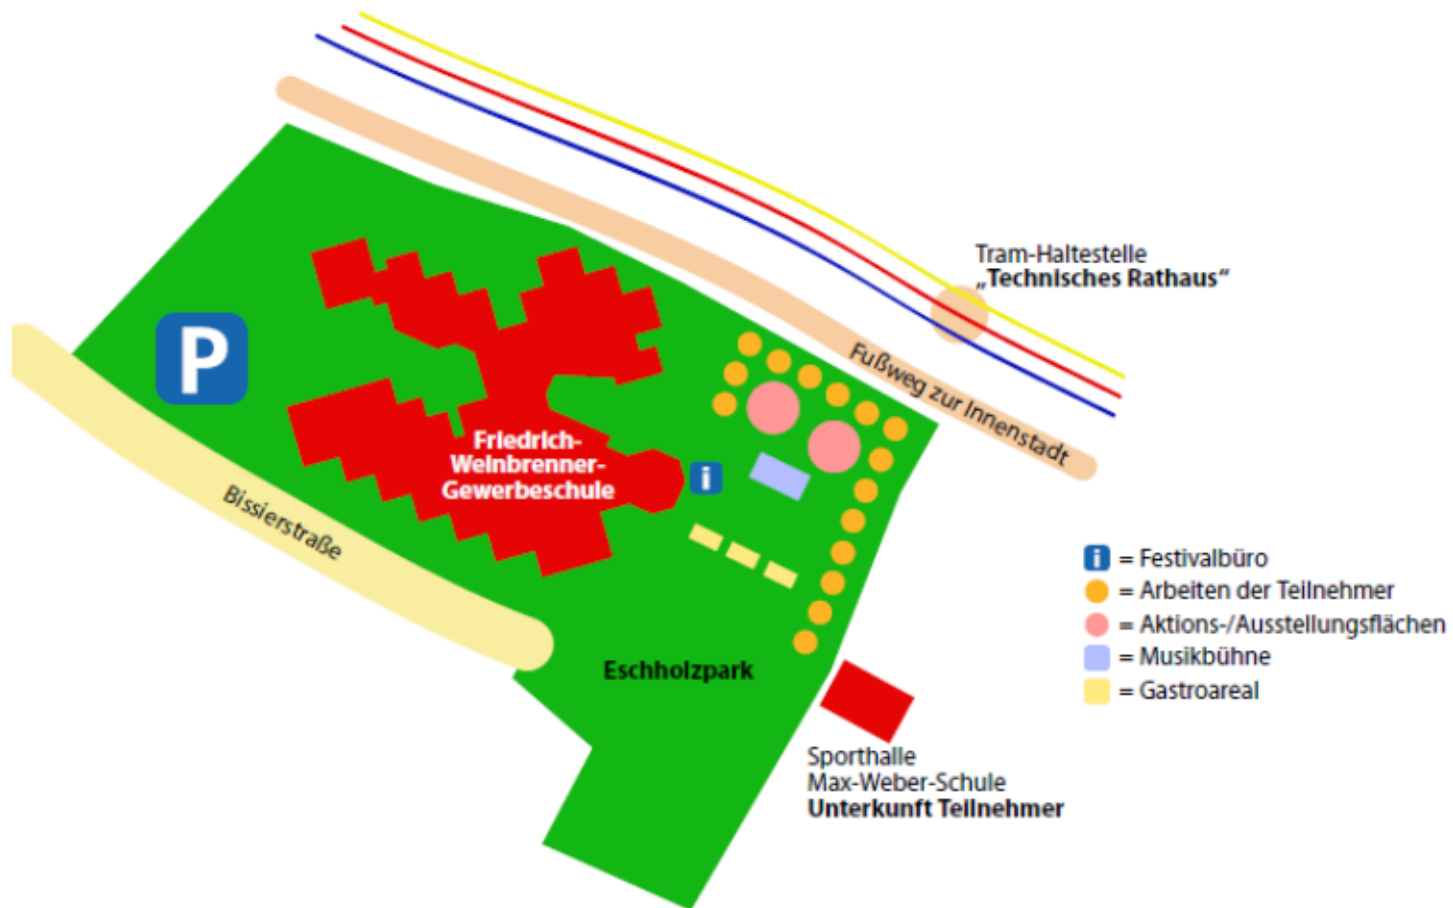 Tram-Haltestelle
„Technisches Rathaus“
Fußweg zur Innenstadt
P
Friedrich-
Weinbrenner-
Gewerbeschule
i
Bissierstraße
i = Festivalbüro
= Arbeiten der Teilnehmer
= Aktions-/Ausstellungsflächen
= Musikbühne
= Gastroareal
Eschholzpark
Sporthalle
Max-Weber-Schule
Unterkunft Teilnehmer